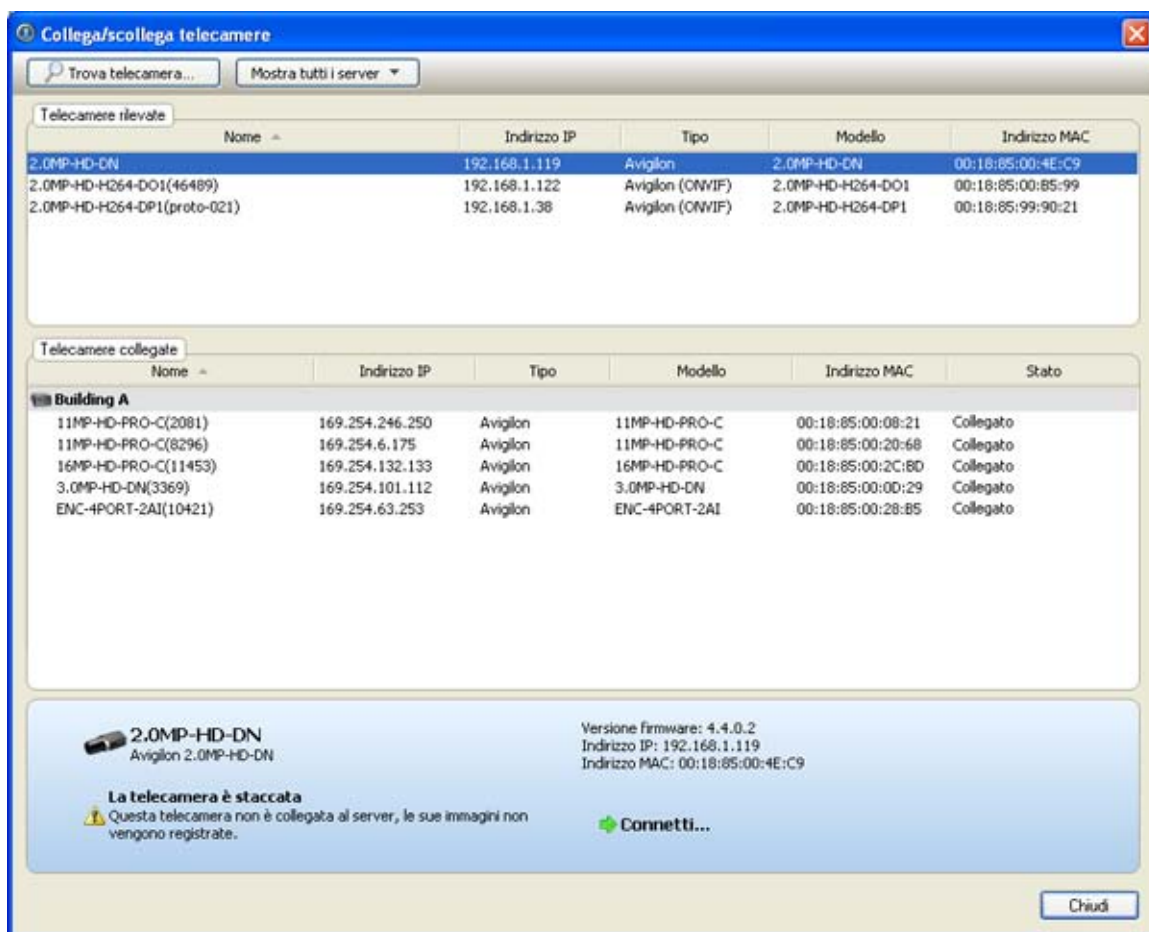 Collega/scollega telecamere
Trova telecamera... Mostra tutti i server
Telecamere rilevate
Nome Indirizzo IP Tipo Modello Indirizzo MAC
2.0MP-HD-DN 192.168.1.119 Avigilon 2.0MP-HD-DN 00:18:85:00:4E:C9
2.0MP-HD-H264-DO1(46489) 192.168.1.122 Avigilon (ONVIF) 2.0MP-HD-H264-DO1 00:18:85:00:B5:99
2.0MP-HD-H264-DP1(proto-021) 192.168.1.38 Avigilon (ONVIF) 2.0MP-HD-H264-DP1 00:18:85:99:90:21
Telecamere collegate
Nome Indirizzo IP Tipo Modello Indirizzo MAC Stato
Building A
11MP-HD-PRO-C(2081) 169.254.246.250 Avigilon 11MP-HD-PRO-C 00:18:85:00:08:21 Collegato
11MP-HD-PRO-C(8296) 169.254.6.175 Avigilon 11MP-HD-PRO-C 00:18:85:00:20:68 Collegato
16MP-HD-PRO-C(11453) 169.254.132.133 Avigilon 16MP-HD-PRO-C 00:18:85:00:2C:BD Collegato
3.0MP-HD-DN(3369) 169.254.101.112 Avigilon 3.0MP-HD-DN 00:18:85:00:0D:29 Collegato
ENC-4PORT-2AI(10421) 169.254.63.253 Avigilon ENC-4PORT-2AI 00:18:85:00:28:B5 Collegato
2.0MP-HD-DN
Avigilon 2.0MP-HD-DN
Versione firmware: 4.4.0.2
Indirizzo IP: 192.168.1.119
Indirizzo MAC: 00:18:85:00:4E:C9
La telecamera è staccata
Questa telecamera non è collegata al server, le sue immagini non
vengono registrate.
Connetti...
Chiudi